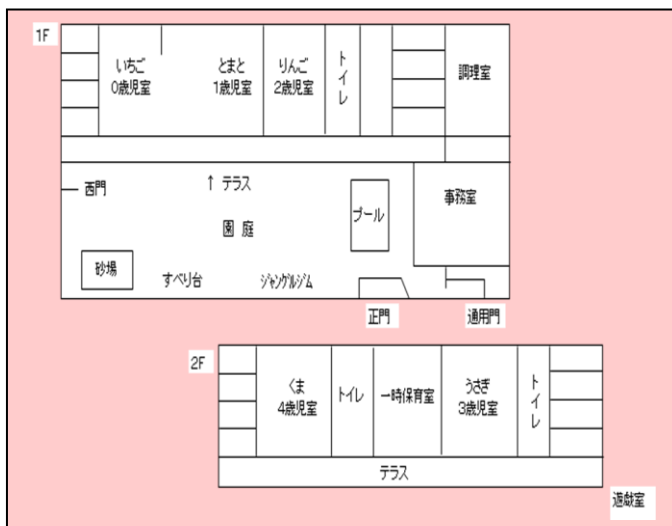 1F
いちご
0歳児室
とまと
1歳児室
りんご
2歳児室
トイレ
調理室
西門
↑ テラス
園 庭
プール
事務室
砂場
すべり台
ジャングルジム
正門
通用門
2F
くま
4歳児室
トイレ
一時保育室
うさぎ
3歳児室
トイレ
テラス
遊戯室